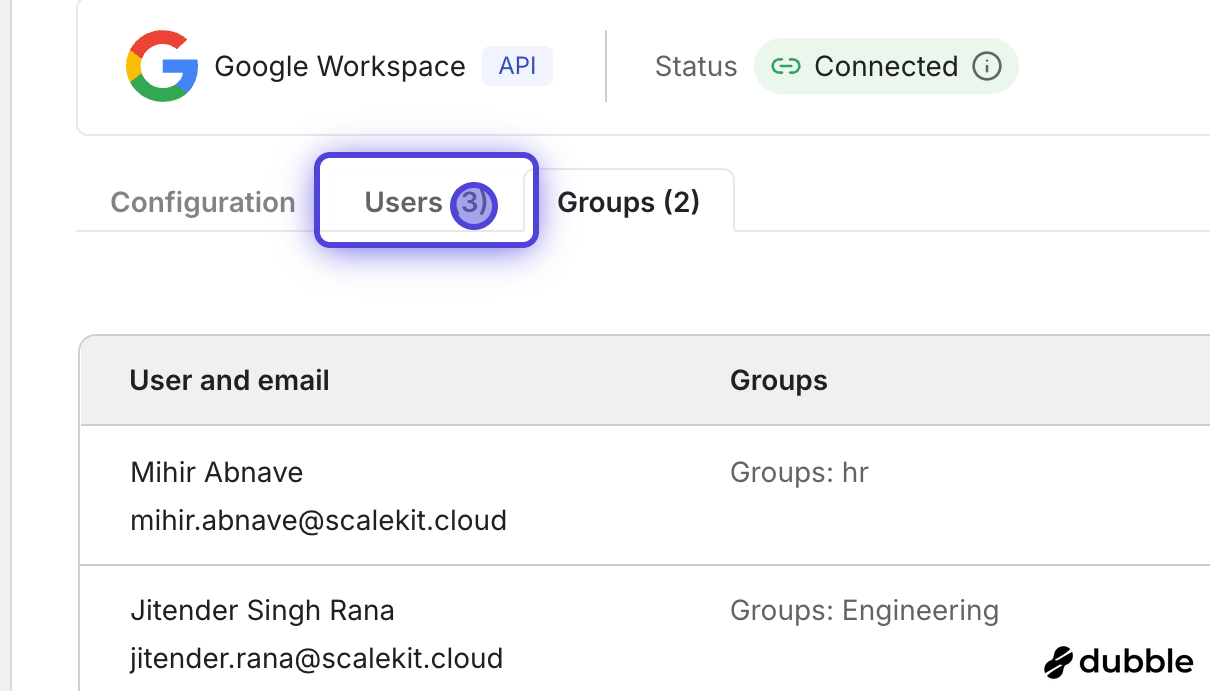 Google Workspace API Status Connected
Configuration Users (3) Groups (2)
User and email Groups
Mihir Abnave Groups: hr
mihir.abnave@scalekit.cloud
Jitender Singh Rana Groups: Engineering
jitender.rana@scalekit.cloud
dubble